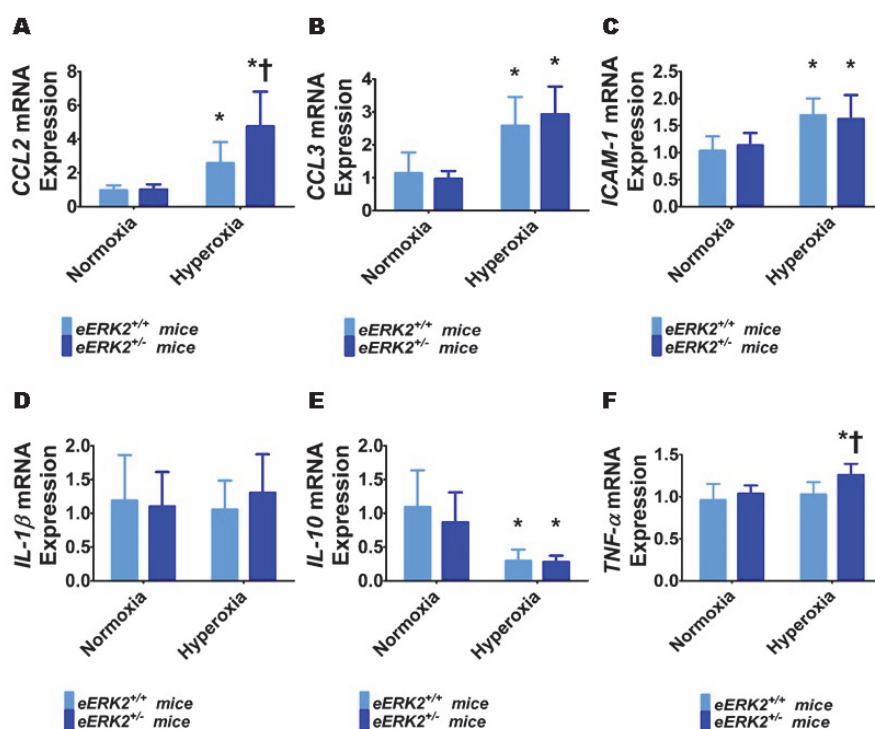 A
B
C
CCL2 mRNA
Expression
8
6
4
2
0
*
*†
Normoxia
Hyperoxia
CCL3 mRNA
Expression
4
3
2
1
0
*
*
Normoxia
Hyperoxia
ICAM-1 mRNA
Expression
2.5
2.0
1.5
1.0
0.5
0.0
*
*
Normoxia
Hyperoxia
eERK2+/+ mice
eERK2+/- mice
eERK2+/+ mice
eERK2+/- mice
eERK2+/+ mice
eERK2+/- mice
D
E
F
IL-1β mRNA
Expression
2.0
1.5
1.0
0.5
0.0
Normoxia
Hyperoxia
IL-10 mRNA
Expression
2.0
1.5
1.0
0.5
0.0
*
*
Normoxia
Hyperoxia
TNF-α mRNA
Expression
1.5
1.0
0.5
0.0
*†
Normoxia
Hyperoxia
eERK2+/+ mice
eERK2+/- mice
eERK2+/+ mice
eERK2+/- mice
eERK2+/+ mice
eERK2+/- mice